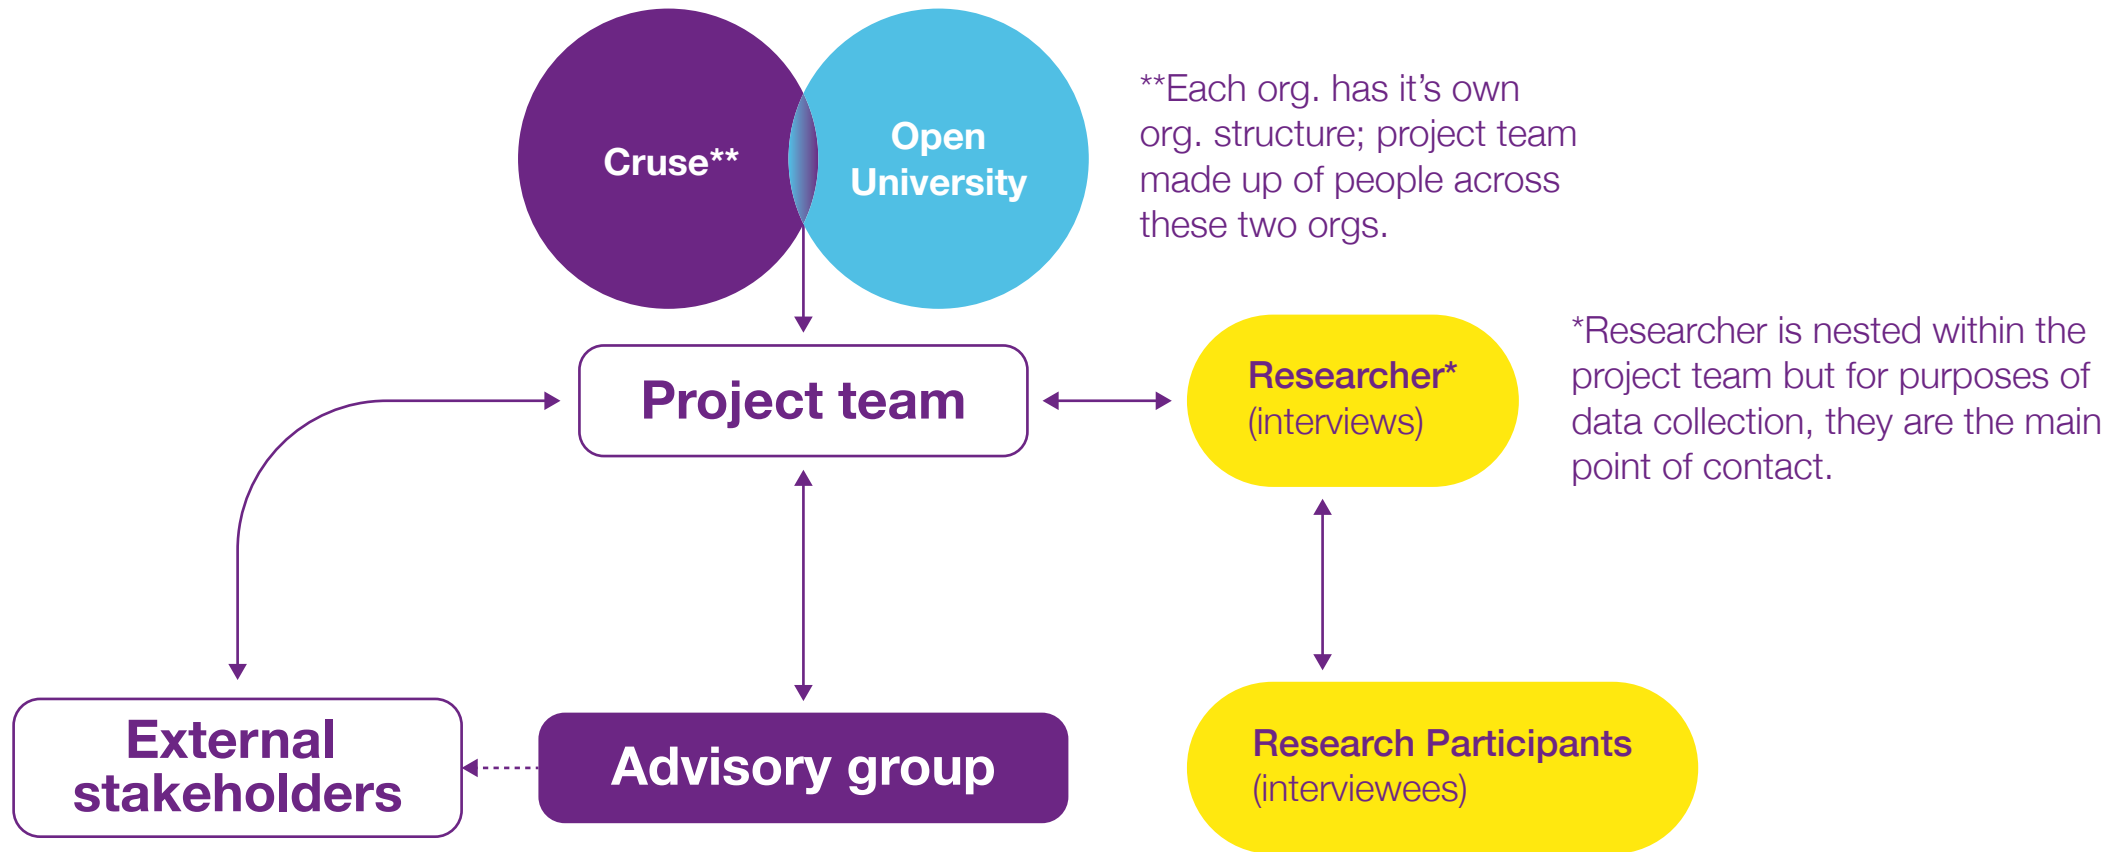 Cruse**
Open
University
**Each org. has it’s own
org. structure; project team
made up of people across
these two orgs.
Project team
Researcher*
(interviews)
*Researcher is nested within the
project team but for purposes of
data collection, they are the main
point of contact.
External
stakeholders
Advisory group
Research Participants
(interviewees)